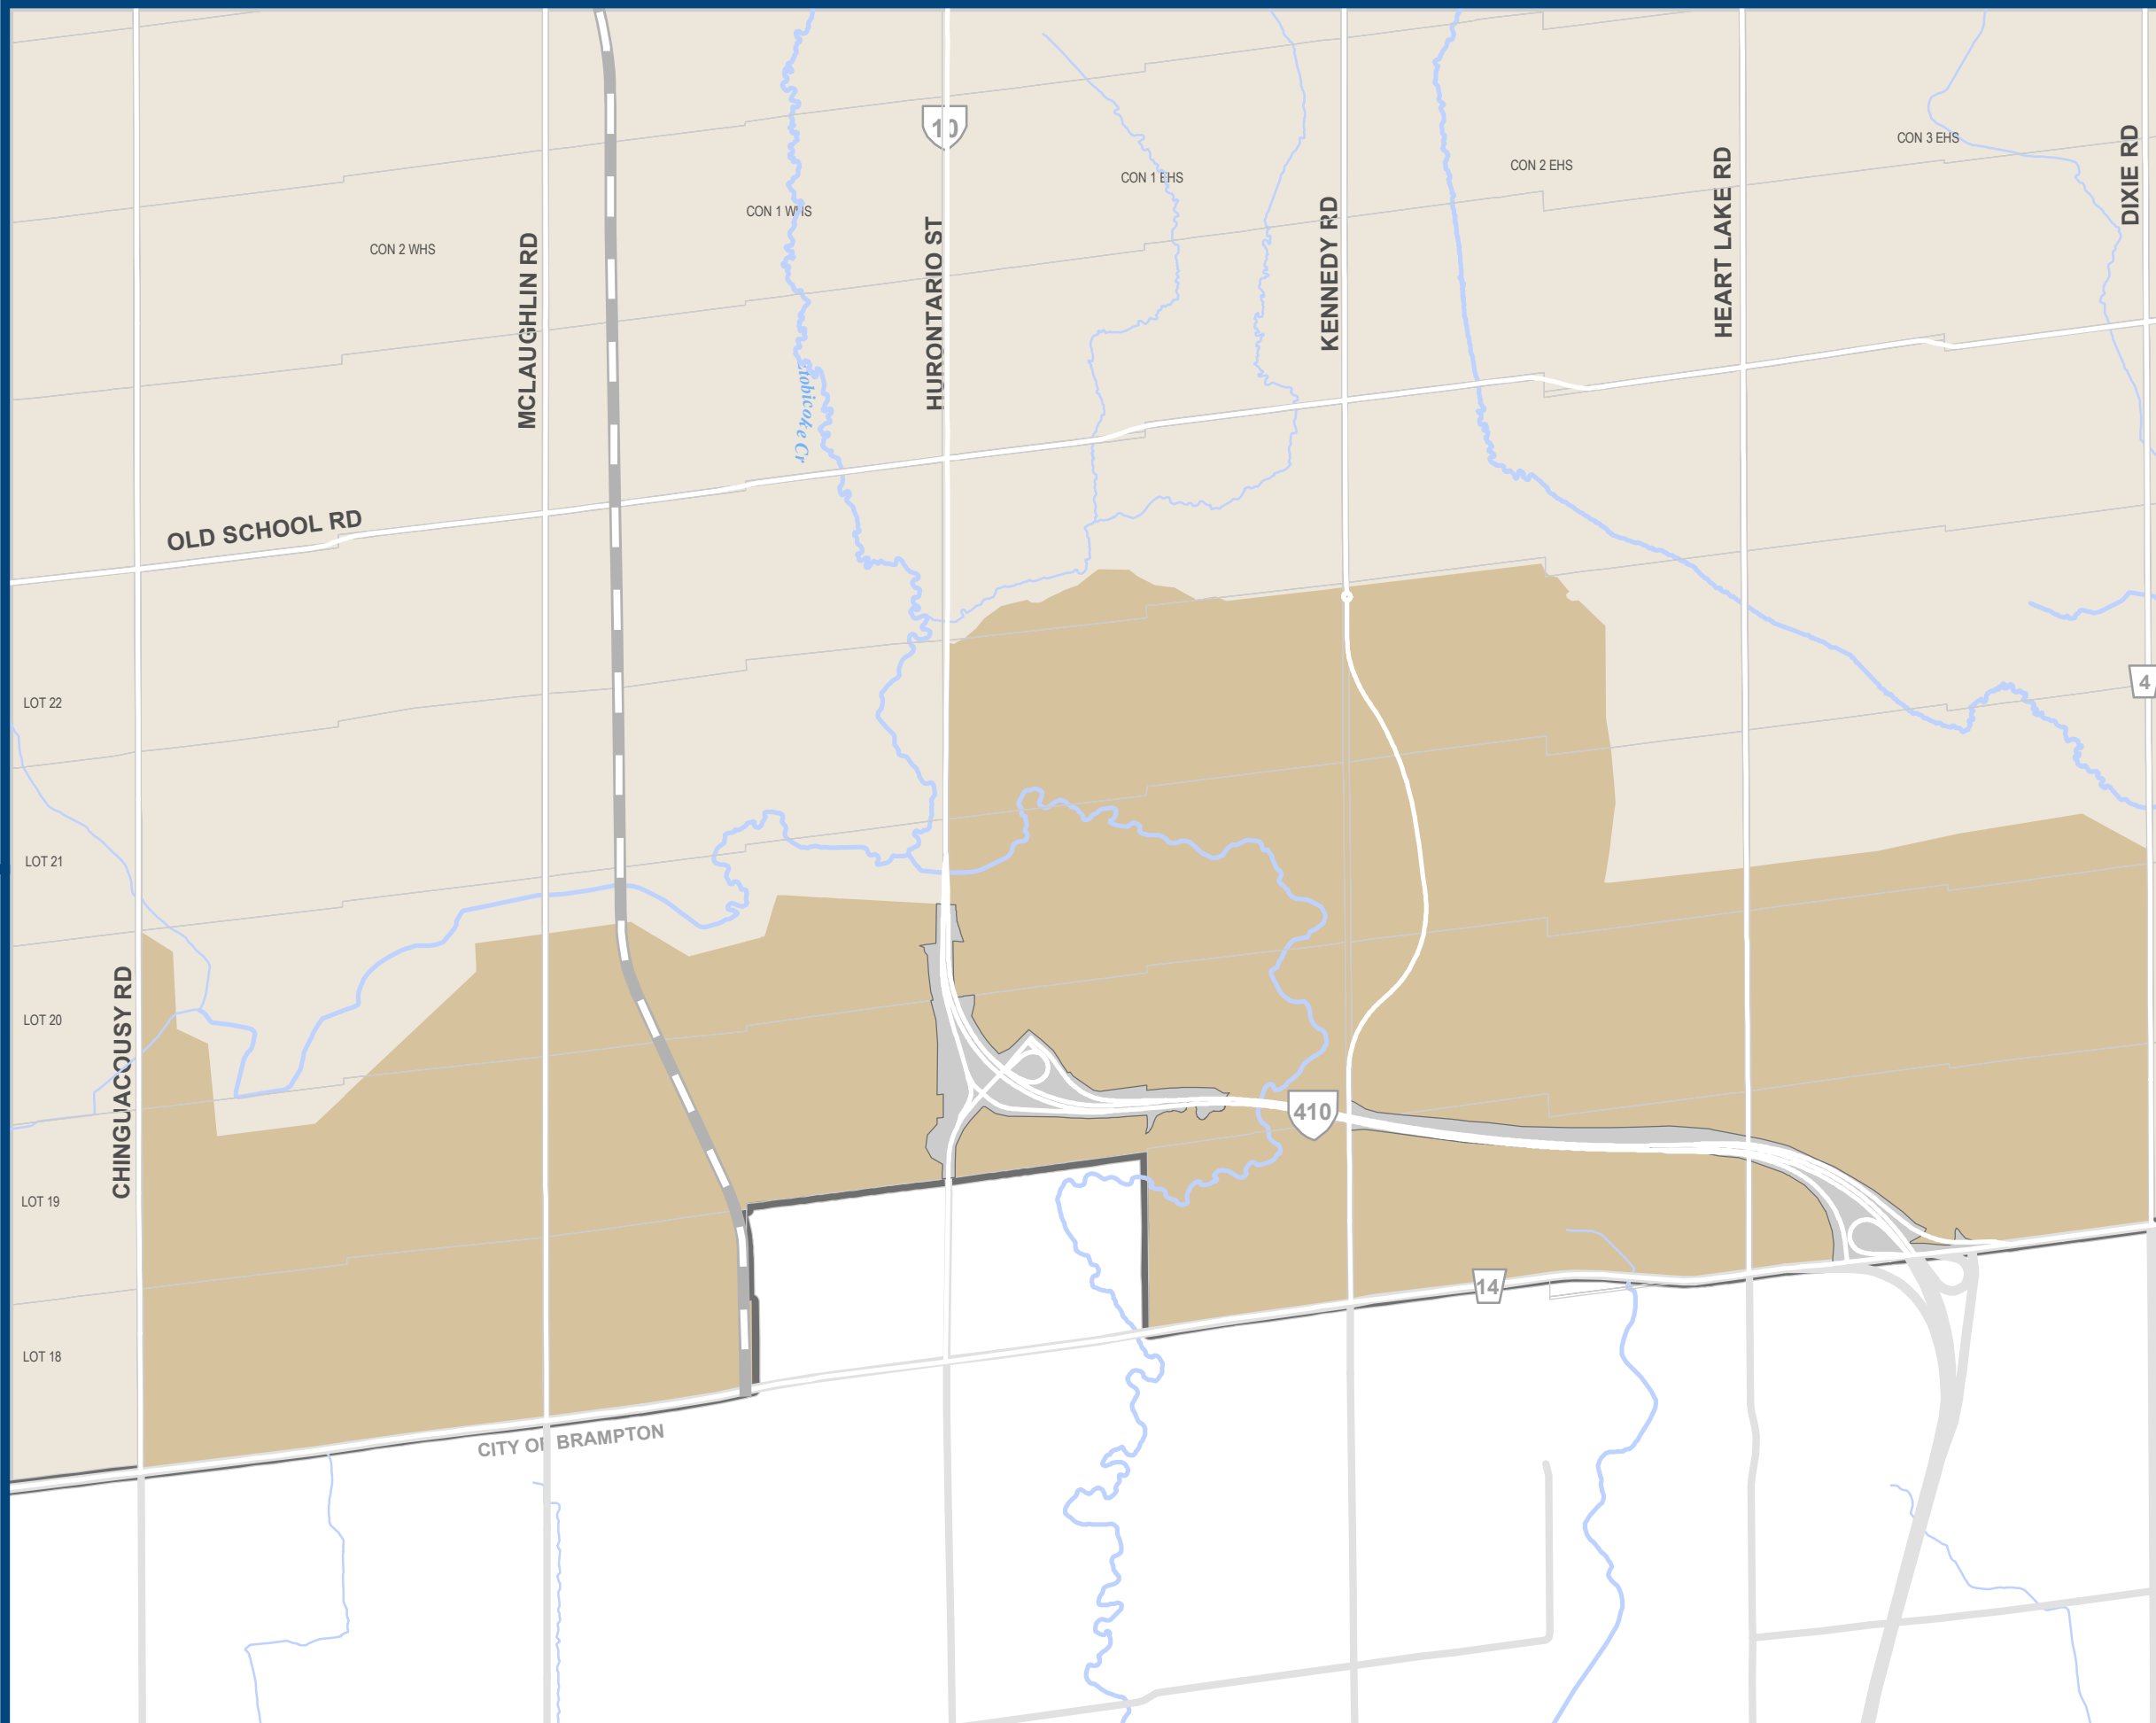 10
CON 3 EHS
DIXIE RD
CON 2 EHS
HEART LAKE RD
CON 1 EHS
CON 1 WHS
KENNEDY RD
CON 2 WHS
MCLAUGHLIN RD
HURONTARIO ST
Etobicoke Cr
OLD SCHOOL RD
4
LOT 22
LOT 21
LOT 20
CHINGUACOUSY RD
410
LOT 19
14
LOT 18
CITY OF BRAMPTON